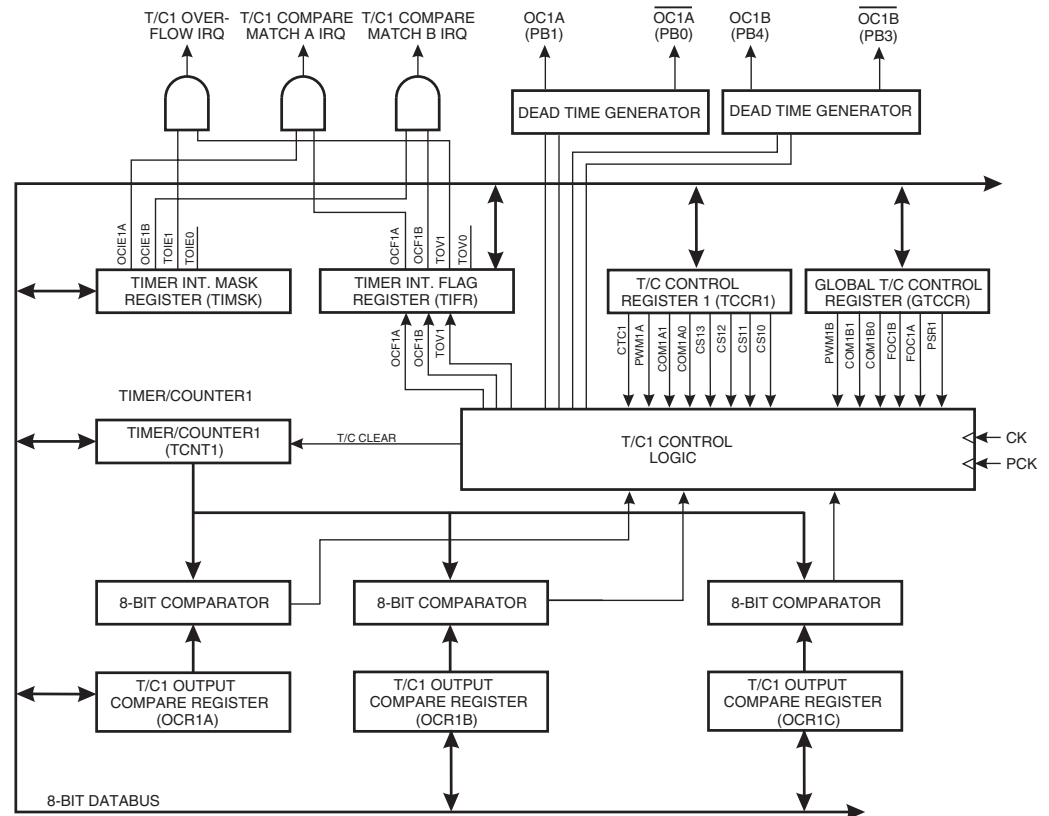 T/C1 OVER-
FLOW IRQ
T/C1 COMPARE
MATCH A IRQ
T/C1 COMPARE
MATCH B IRQ
OC1A
(PB1)
OC1A
(PB0)
OC1B
(PB4)
OC1B
(PB3)
DEAD TIME GENERATOR
DEAD TIME GENERATOR
OCIE1A
OCIE1B
TOIE1
TOIE0
OCF1A
OCF1B
TOV1
TOV0
TIMER INT. MASK
REGISTER (TIMSK)
TIMER INT. FLAG
REGISTER (TIFR)
T/C CONTROL
REGISTER 1 (TCCR1)
GLOBAL T/C CONTROL
REGISTER (GTCCR)
OCF1A
OCF1B
TOV1
CTC1
PWM1A
COM1A1
COM1A0
CS13
CS12
CS11
CS10
PWM1B
COM1B1
COM1B0
FOC1B
FOC1A
PSR1
TIMER/COUNTER1
TIMER/COUNTER1
(TCNT1)
T/C CLEAR
T/C1 CONTROL
LOGIC
CK
PCK
8-BIT COMPARATOR
8-BIT COMPARATOR
8-BIT COMPARATOR
T/C1 OUTPUT
COMPARE REGISTER
(OCR1A)
T/C1 OUTPUT
COMPARE REGISTER
(OCR1B)
T/C1 OUTPUT
COMPARE REGISTER
(OCR1C)
8-BIT DATABUS